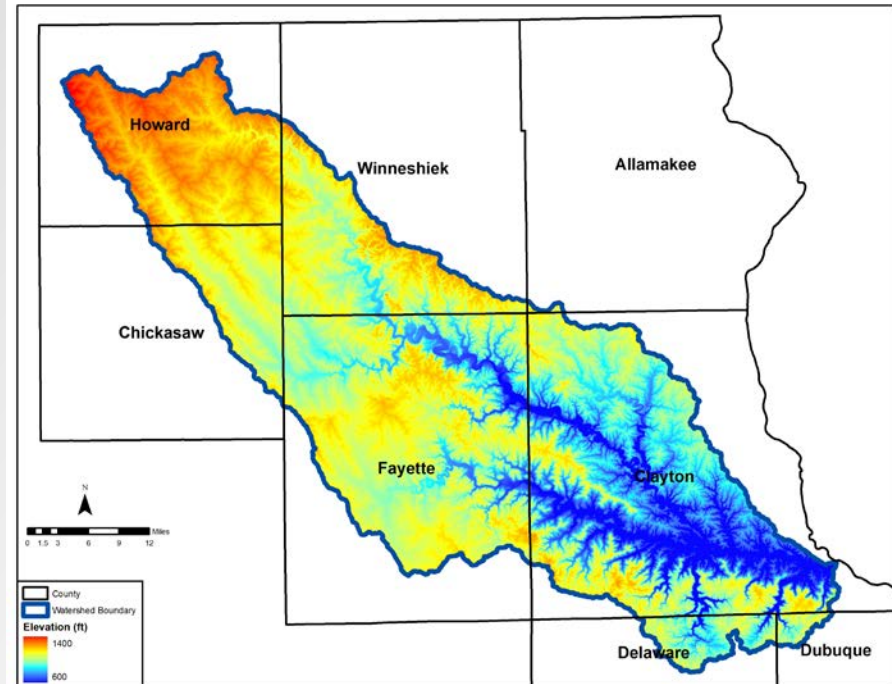 Howard
Winneshiek
Allamakee
Chickasaw
Fayette
Clayton
N
Miles
0 1.5 3 6 9 12
County
Watershed Boundary
Elevation (ft)
1400
600
Delaware
Dubuque